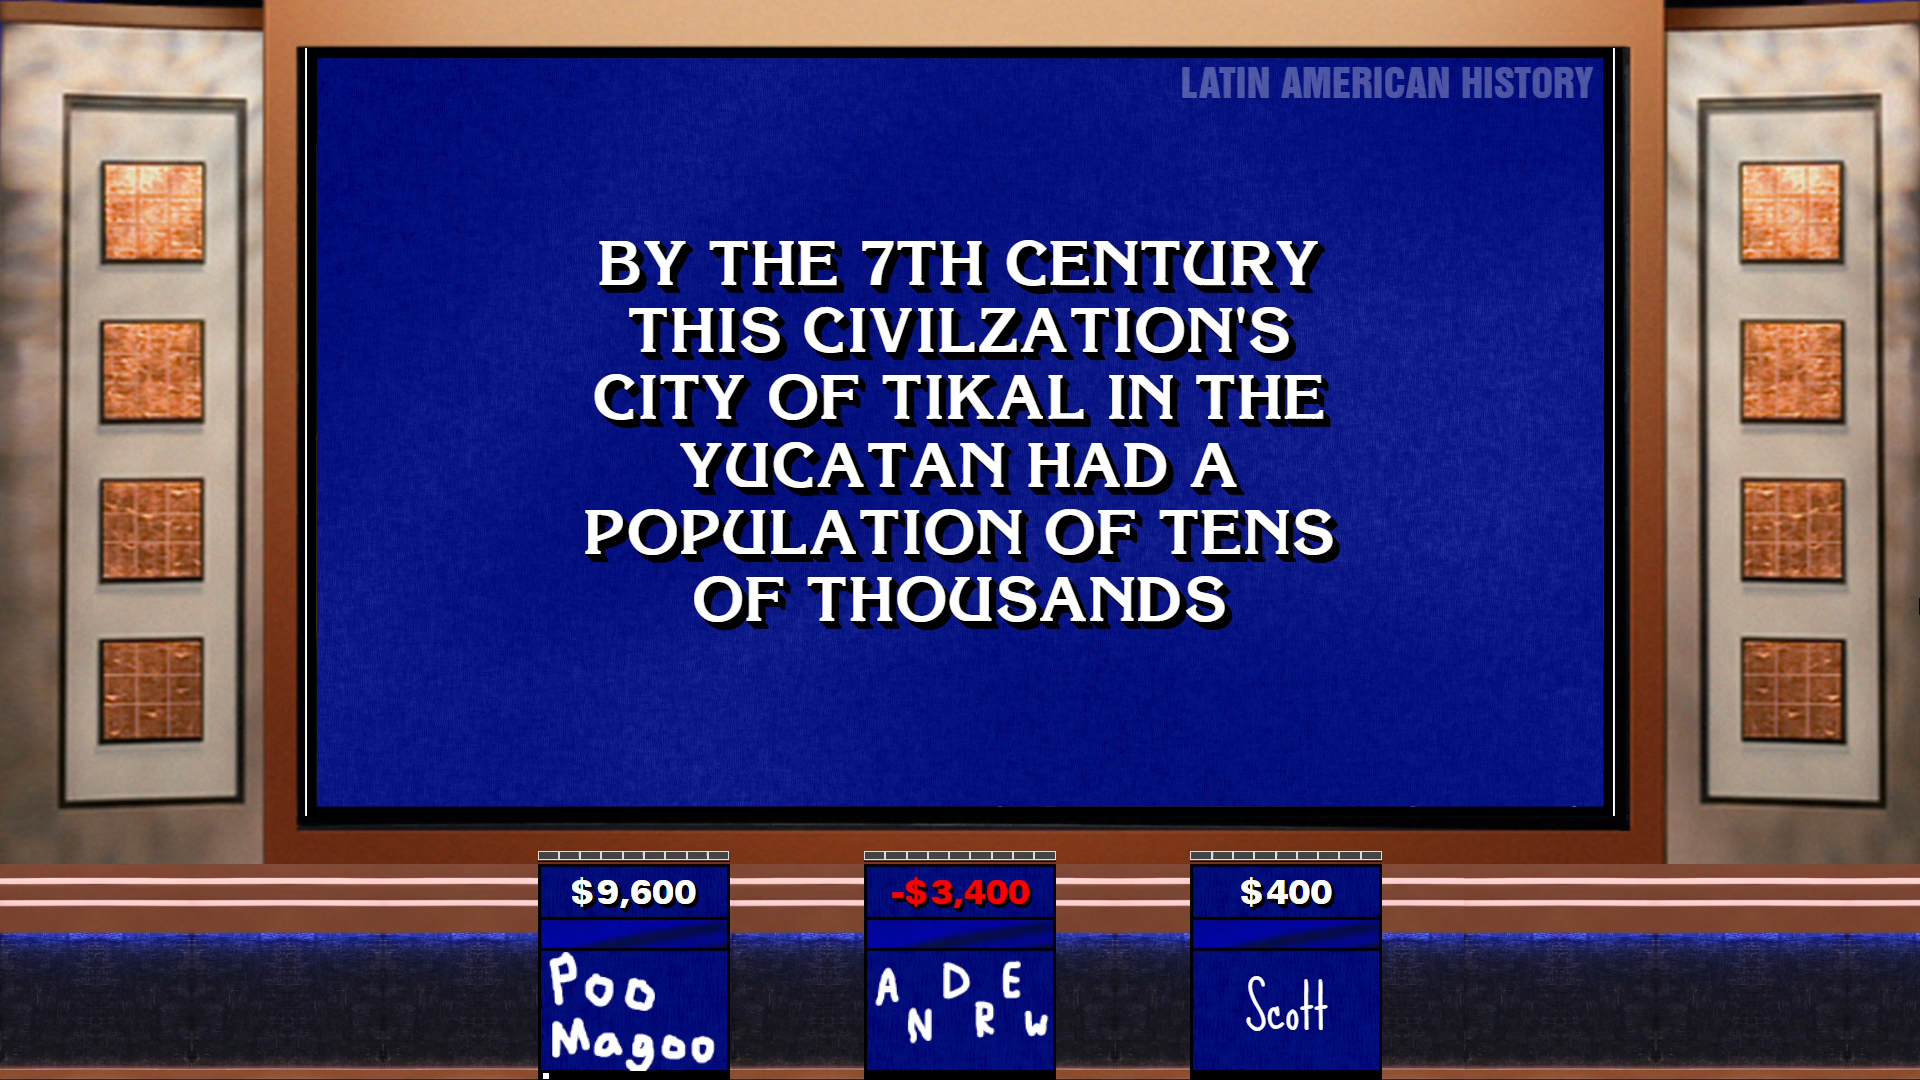 LATIN AMERICAN HISTORY
BY THE 7TH CENTURY
THIS CIVILZATION'S
CITY OF TIKAL IN THE
YUCATAN HAD A
POPULATION OF TENS
OF THOUSANDS
$9,600
-$3,400
$400
Poo
Magoo
ANDREW
Scott